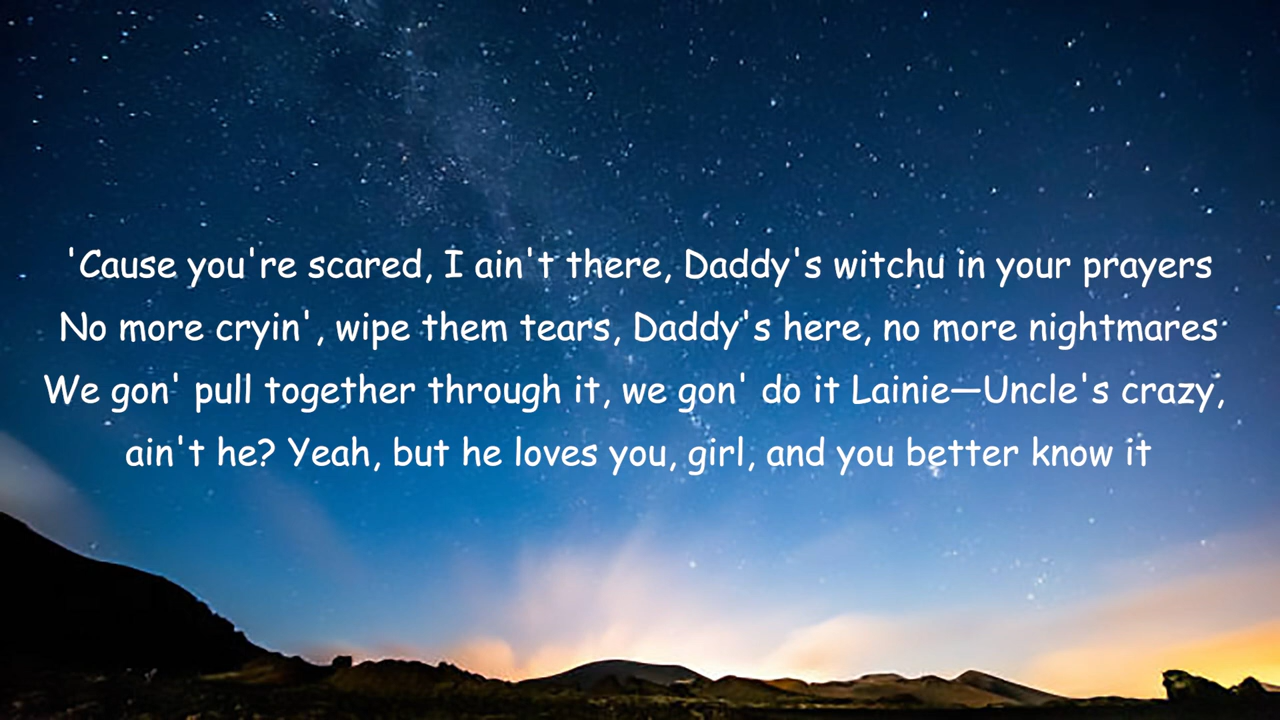 'Cause you're scared, I ain't there, Daddy's witchu in your prayers
No more cryin', wipe them tears, Daddy's here, no more nightmares
We gon' pull together through it, we gon' do it Lainie—Uncle's crazy,
ain't he? Yeah, but he loves you, girl, and you better know it